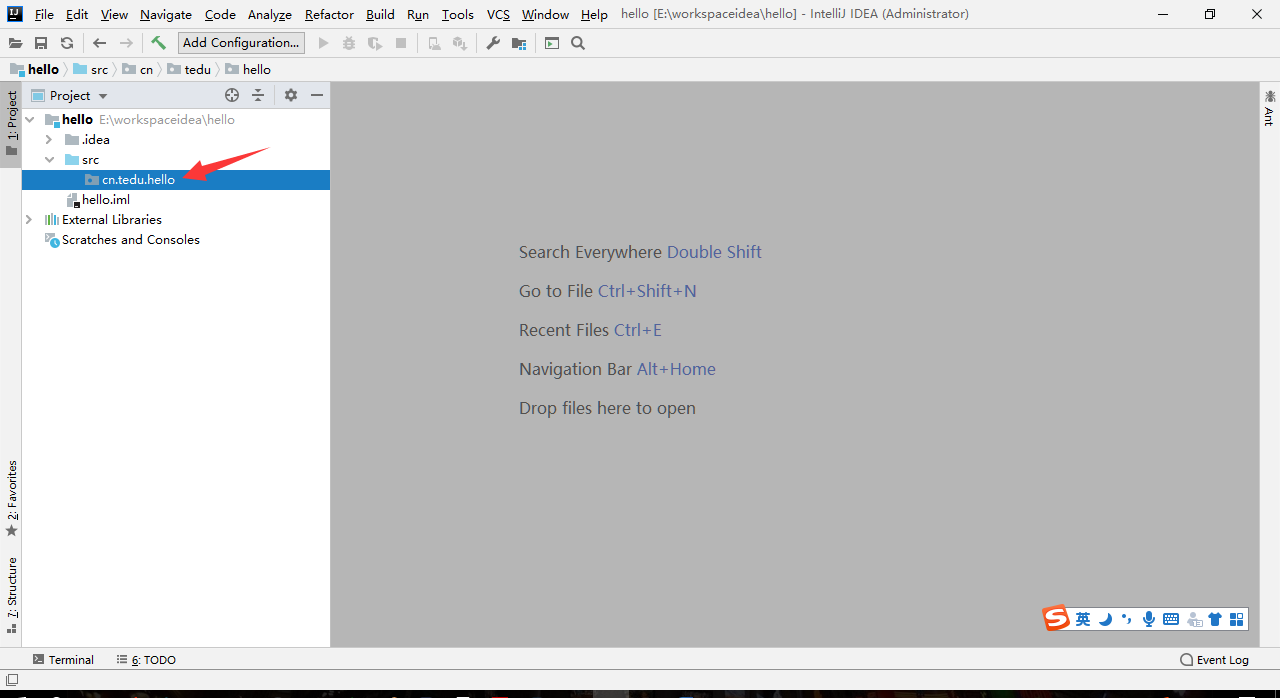 IJ File Edit View Navigate Code Analyze Refactor Build Run Tools VCS Window Help hello [E:\workspaceidea\hello] - IntelliJ IDEA (Administrator)
Add Configuration...
hello src cn tedu hello
1: Project
Project
hello E:\workspaceidea\hello
.idea
src
cn.tedu.hello
hello.iml
External Libraries
Scratches and Consoles
Search Everywhere Double Shift
Go to File Ctrl+Shift+N
Recent Files Ctrl+E
Navigation Bar Alt+Home
Drop files here to open
Ant
2: Favorites
7: Structure
S 英
Terminal 6: TODO Event Log